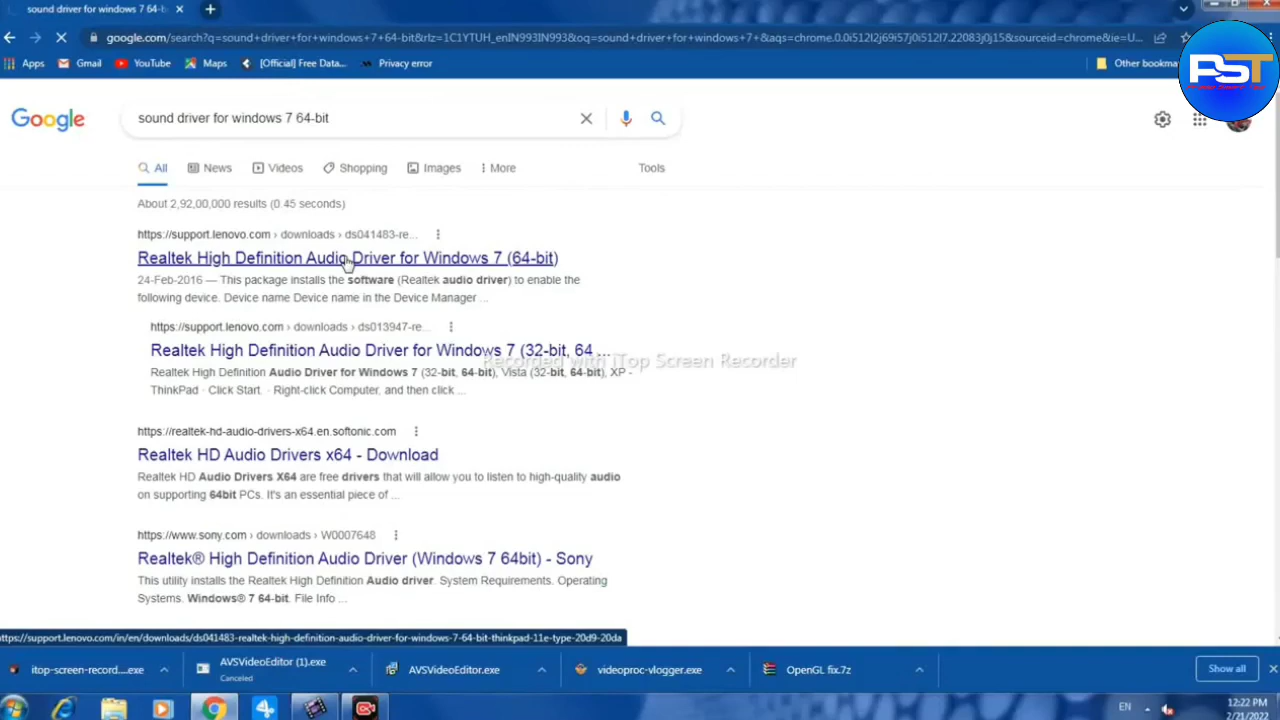 sound driver for windows 7 64-b
google.com/search?q=sound+driver+for+windows+7+64-bit&rlz=1C1YTUH_enIN993IN993&oq=sound+driver+for+windows+7+&aqs=chrome.0.0i512l2j69i57j0i512l7.22083j0j15&sourceid=chrome&ie=U...
Apps
Gmail
YouTube
Maps
[Official] Free Data...
Privacy error
Other bookma
PST
Google
sound driver for windows 7 64-bit
All
News
Videos
Shopping
Images
More
Tools
About 2,92,00,000 results (0.45 seconds)
https://support.lenovo.com › downloads › ds041483-re...
Realtek High Definition Audio Driver for Windows 7 (64-bit)
24-Feb-2016 — This package installs the software (Realtek audio driver) to enable the
following device. Device name Device name in the Device Manager ...
https://support.lenovo.com › downloads › ds013947-re...
Realtek High Definition Audio Driver for Windows 7 (32-bit, 64 ...
Recorded with iTop Screen Recorder
Realtek High Definition Audio Driver for Windows 7 (32-bit, 64-bit), Vista (32-bit, 64-bit), XP -
ThinkPad · Click Start. · Right-click Computer, and then click ...
https://realtek-hd-audio-drivers-x64.en.softonic.com
Realtek HD Audio Drivers x64 - Download
Realtek HD Audio Drivers X64 are free drivers that will allow you to listen to high-quality audio
on supporting 64bit PCs. It's an essential piece of ...
https://www.sony.com › downloads › W0007648
Realtek® High Definition Audio Driver (Windows 7 64bit) - Sony
This utility installs the Realtek High Definition Audio driver. System Requirements. Operating
Systems. Windows® 7 64-bit. File Info ...
https://support.lenovo.com/in/en/downloads/ds041483-realtek-high-definition-audio-driver-for-windows-7-64-bit-thinkpad-11e-type-20d9-20da
itop-screen-record....exe
AVSVideoEditor (1).exe
Canceled
AVSVideoEditor.exe
videoproc-vlogger.exe
OpenGL fix.7z
Show all
EN
12:22 PM
2/21/2022